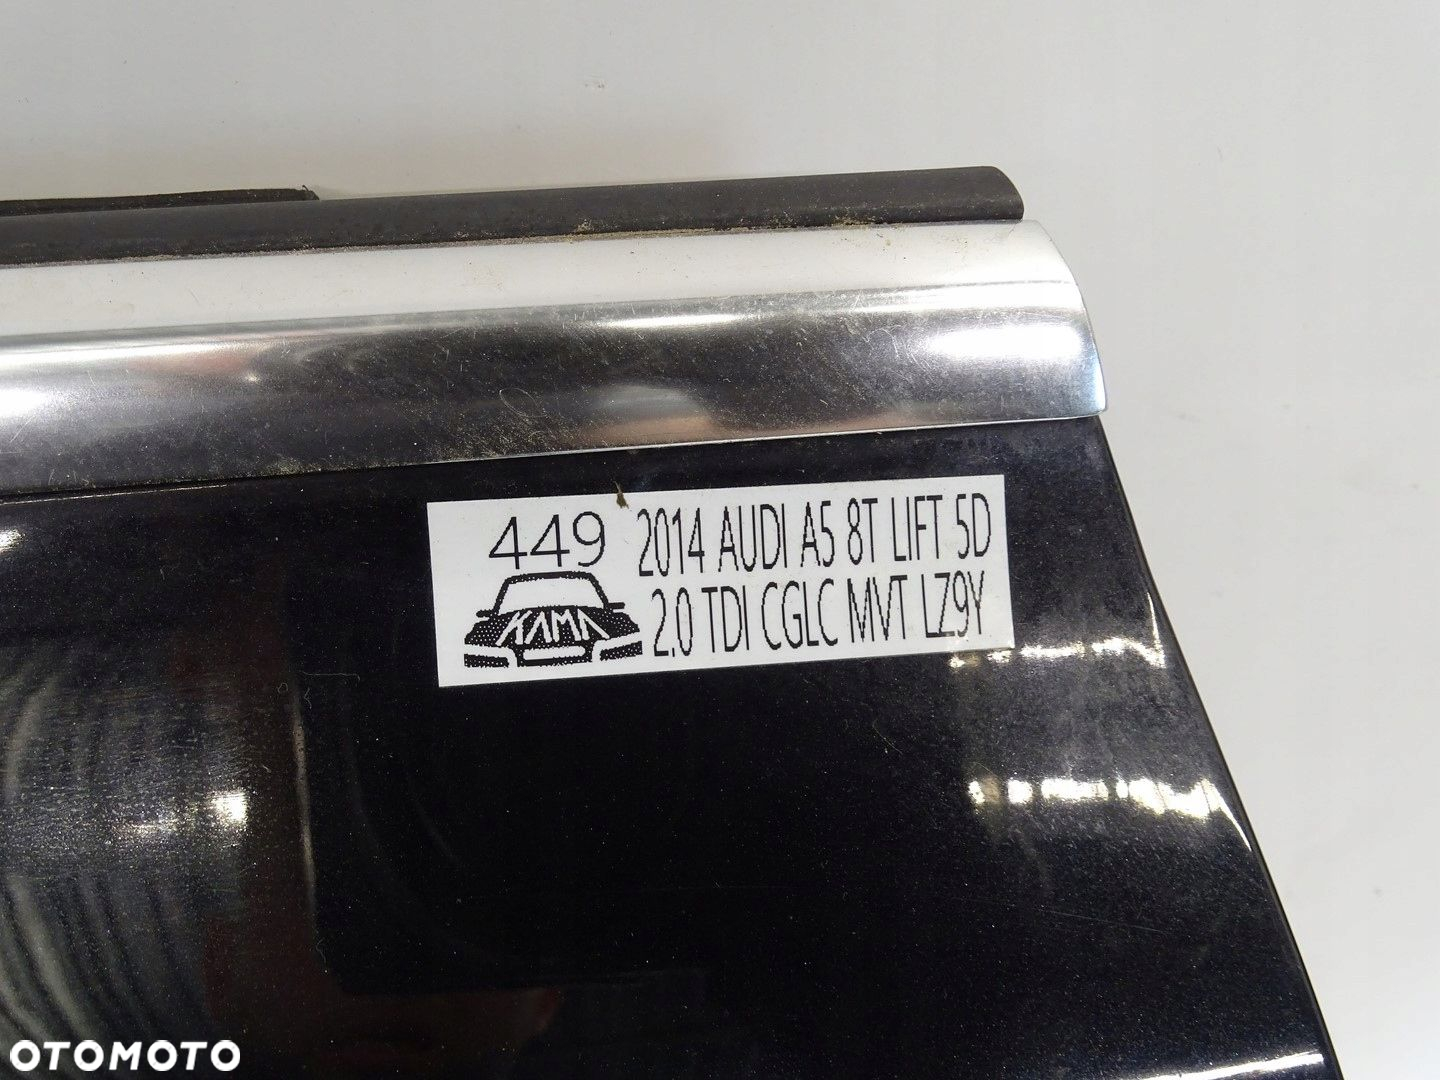 449
2014 AUDI A5 8T LIFT 5D
KAMA
2.0 TDI CGLC MVT LZ9Y
OTOMOTO